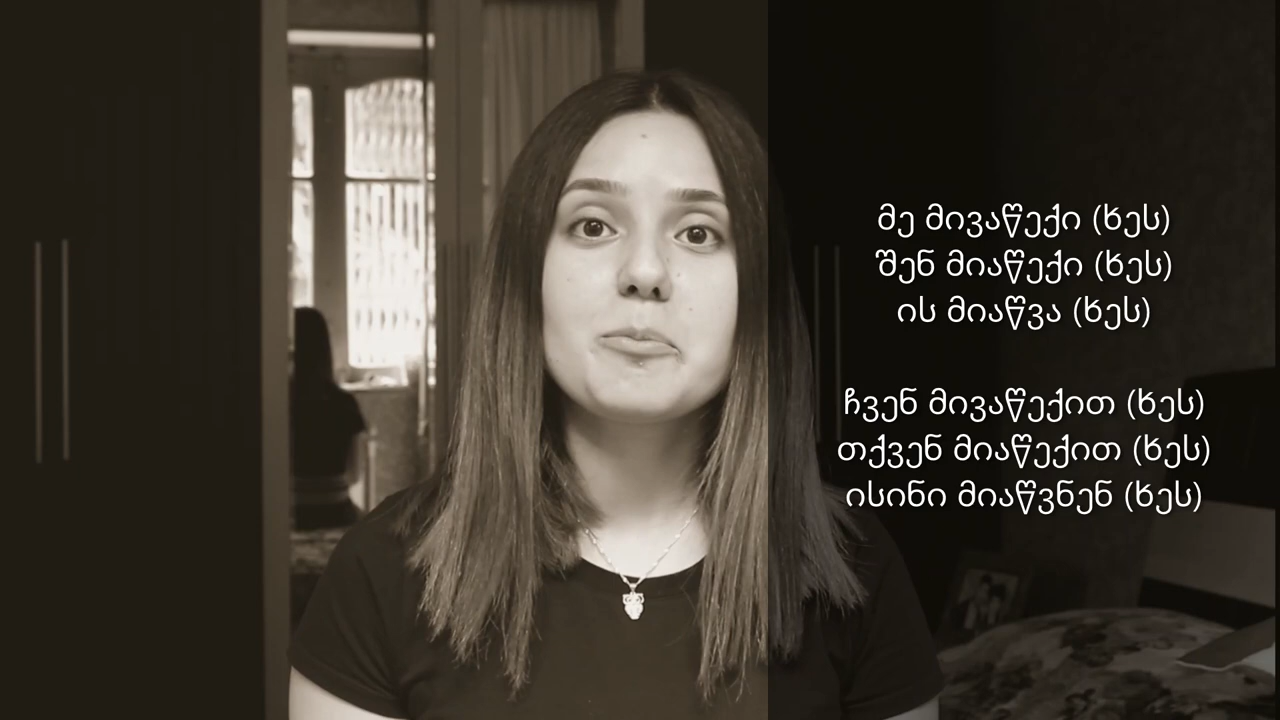 მე მივაწექი (ხეს)
შენ მიაწექი (ხეს)
ის მიაწვა (ხეს)
ჩვენ მივაწექით (ხეს)
თქვენ მიაწექით (ხეს)
ისინი მიაწვნენ (ხეს)